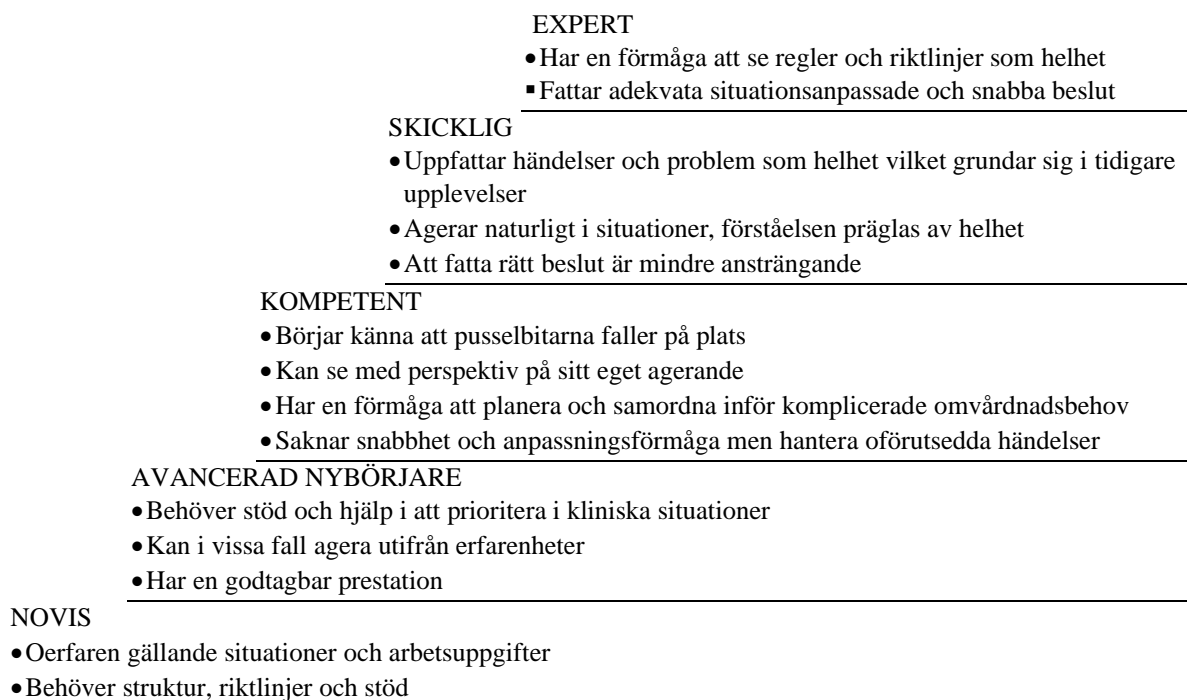 EXPERT
•Har en förmåga att se regler och riktlinjer som helhet
▪Fattar adekvata situationsanpassade och snabba beslut
SKICKLIG
•Uppfattar händelser och problem som helhet vilket grundar sig i tidigare
upplevelser
•Agerar naturligt i situationer, förståelsen präglas av helhet
•Att fatta rätt beslut är mindre ansträngande
KOMPETENT
•Börjar känna att pusselbitarna faller på plats
•Kan se med perspektiv på sitt eget agerande
•Har en förmåga att planera och samordna inför komplicerade omvårdnadsbehov
•Saknar snabbhet och anpassningsförmåga men hantera oförutsedda händelser
AVANCERAD NYBÖRJARE
•Behöver stöd och hjälp i att prioritera i kliniska situationer
•Kan i vissa fall agera utifrån erfarenheter
•Har en godtagbar prestation
NOVIS
•Oerfaren gällande situationer och arbetsuppgifter
•Behöver struktur, riktlinjer och stöd